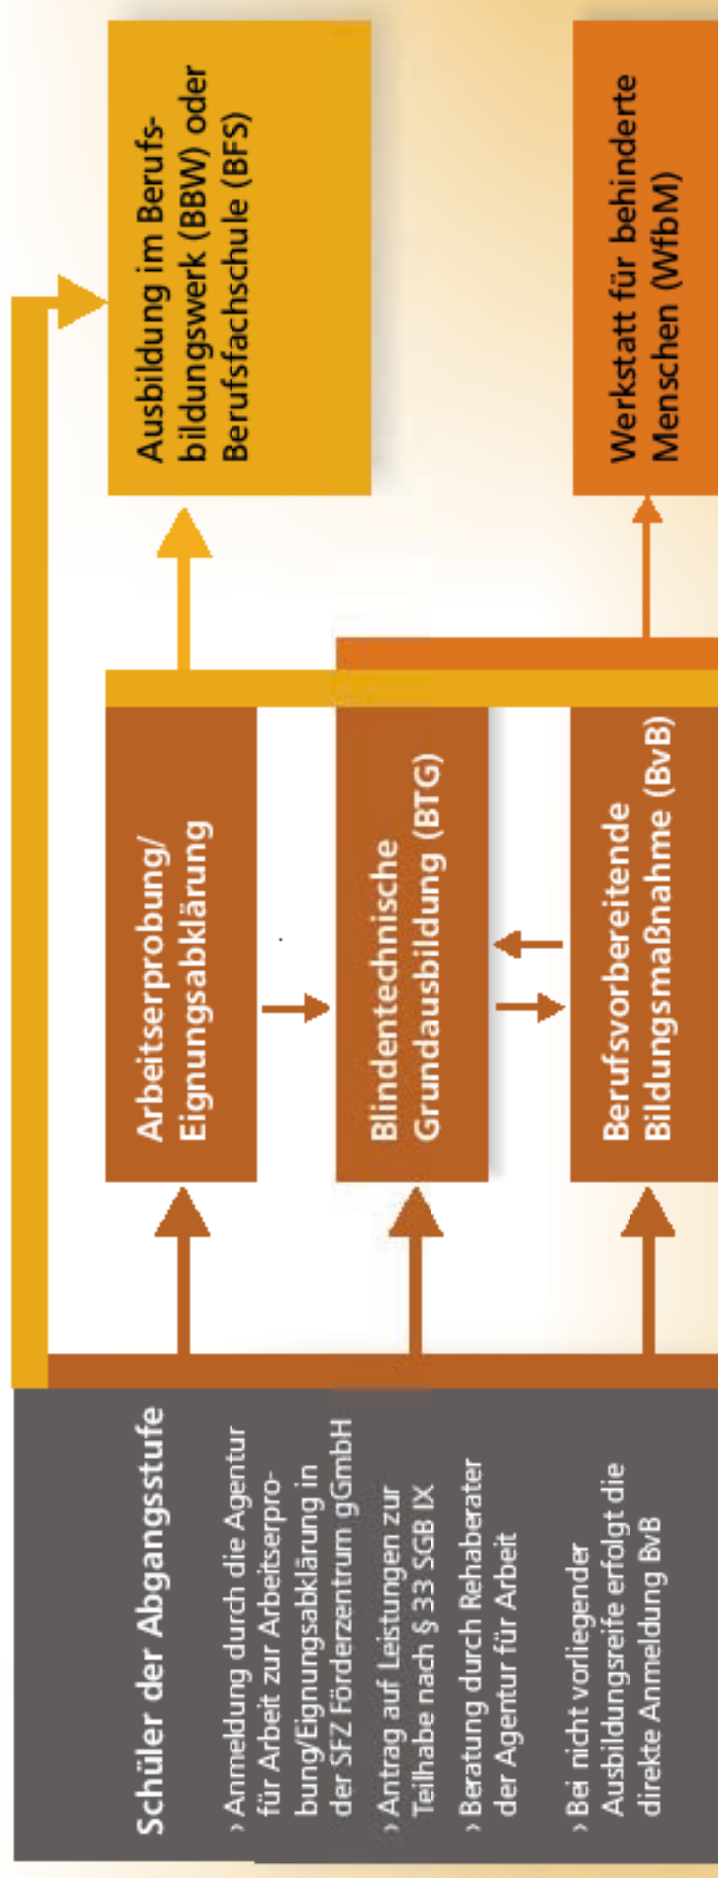 Schüler der Abgangsstufe
› Anmeldung durch die Agentur
für Arbeit zur Arbeitserpro-
bung/Eignungsabklärung in
der SFZ Förderzentrum gGmbH
› Antrag auf Leistungen zur
Teilhabe nach § 33 SGB IX
› Beratung durch Rehaberater
der Agentur für Arbeit
› Bei nicht vorliegender
Ausbildungsreife erfolgt die
direkte Anmeldung BvB
Arbeitserprobung/
Eignungsabklärung
Blindentechnische
Grundausbildung (BTG)
Berufsvorbereitende
Bildungsmaßnahme (BvB)
Ausbildung im Berufs-
bildungswerk (BBW) oder
Berufsfachschule (BFS)
Werkstatt für behinderte
Menschen (WfbM)